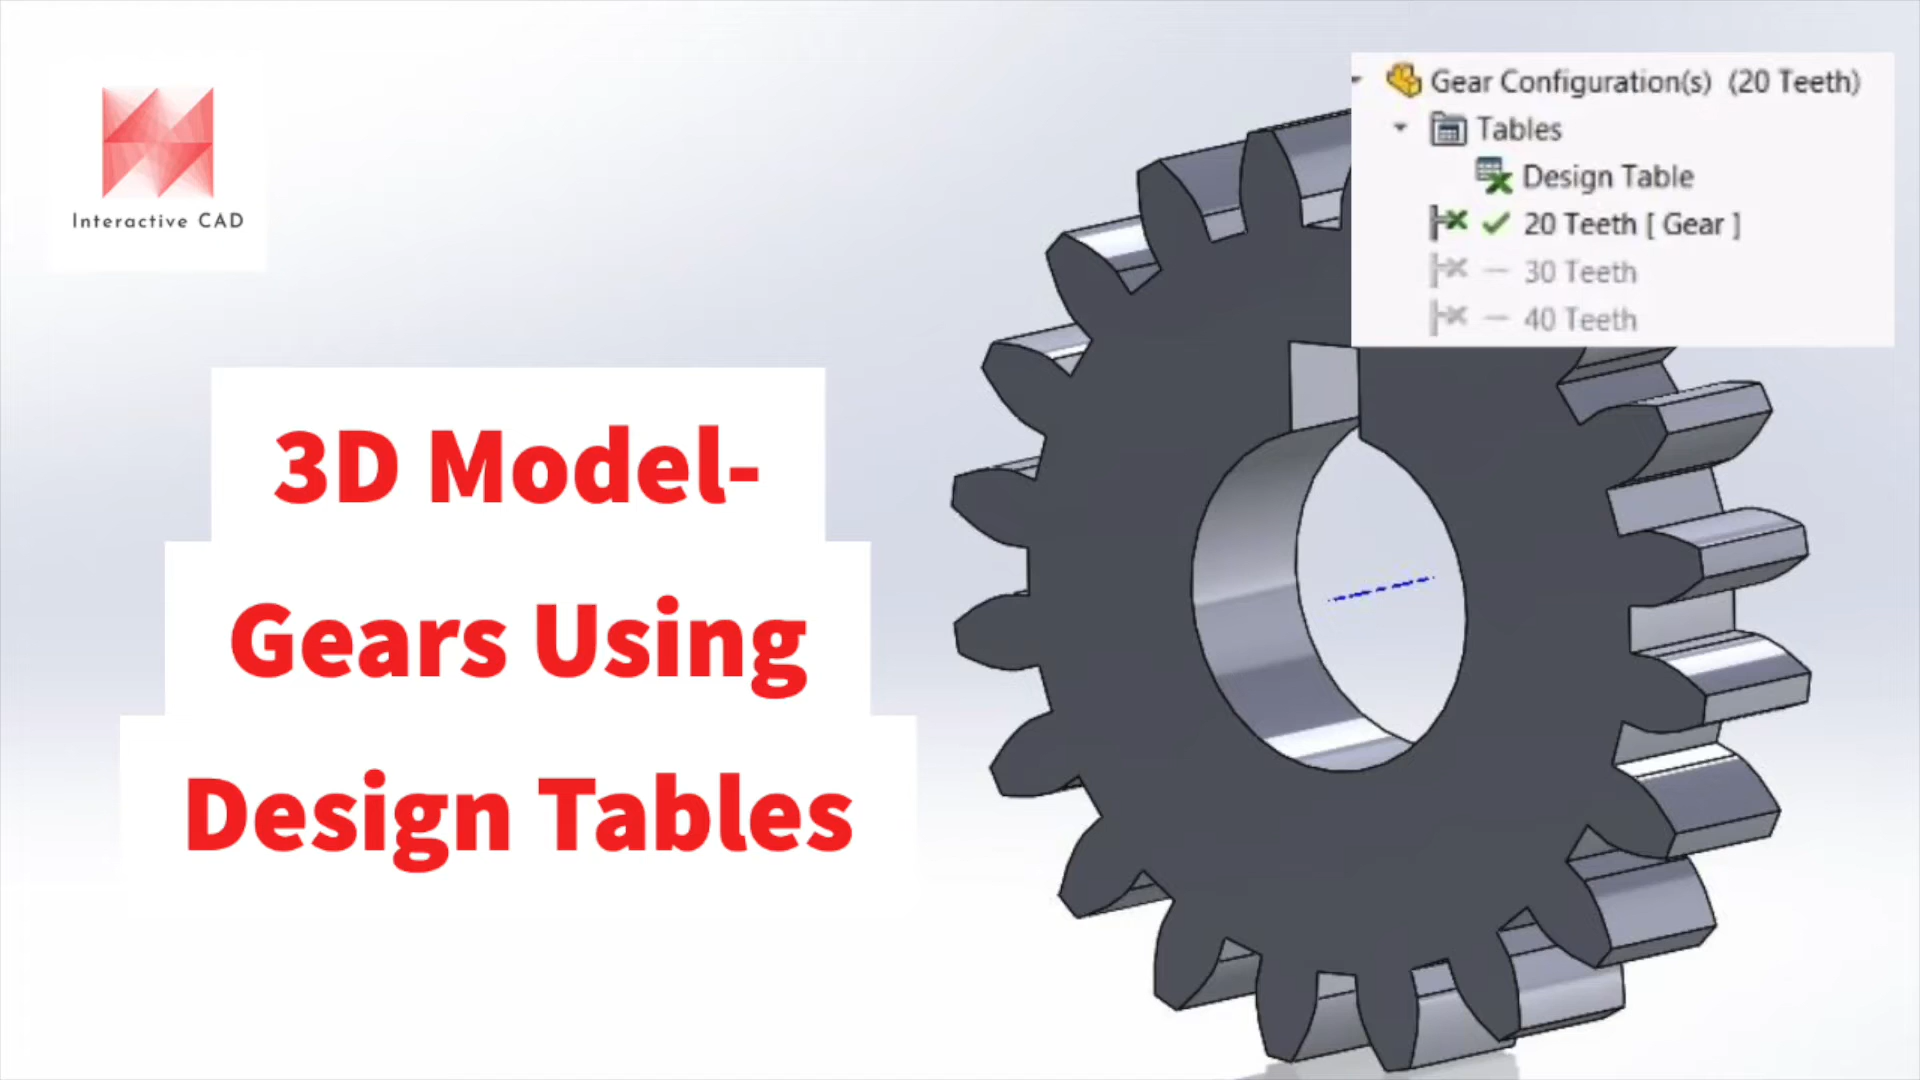 Interactive CAD
3D Model-
Gears Using
Design Tables
Gear Configuration(s) (20 Teeth)
Tables
Design Table
20 Teeth [ Gear ]
30 Teeth
40 Teeth